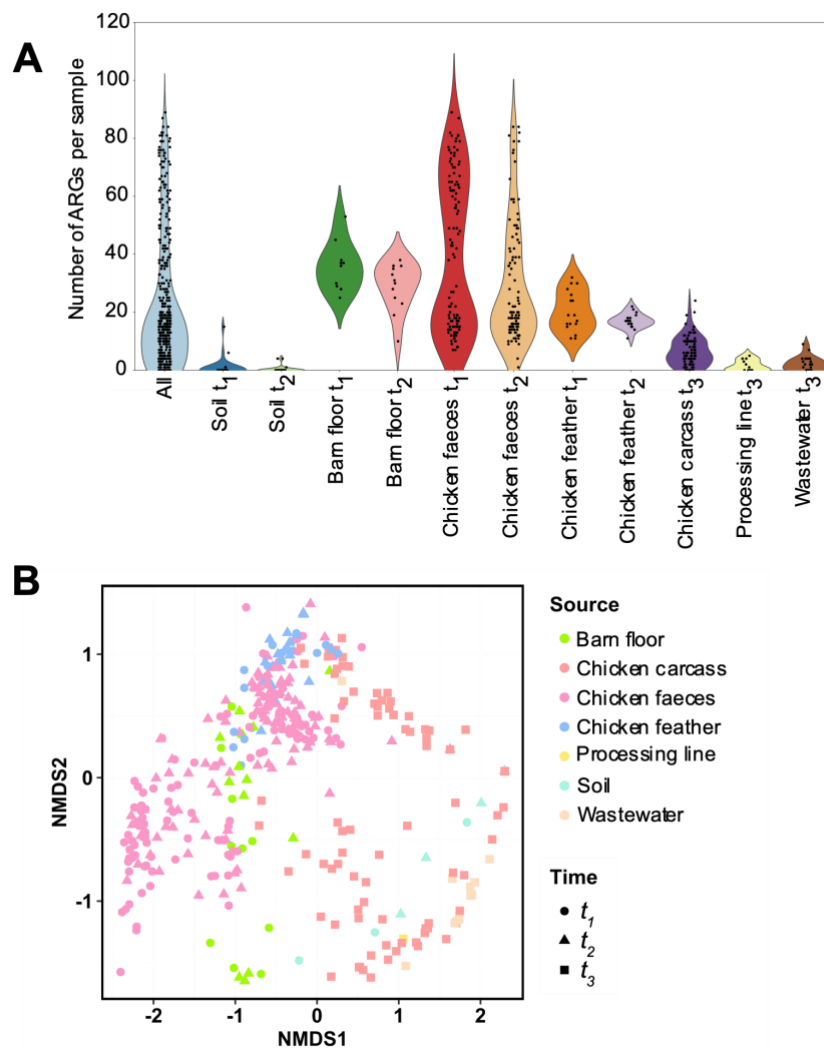 A
Number of ARGs per sample
120
100
80
60
40
20
0
All
Soil t1
Soil t2
Barn floor t1
Barn floor t2
Chicken faeces t1
Chicken faeces t2
Chicken feather t1
Chicken feather t2
Chicken carcass t3
Processing line t3
Wastewater t3
B
NMDS2
1
0
-1
-2
-1
0
1
2
NMDS1
Source
Barn floor
Chicken carcass
Chicken faeces
Chicken feather
Processing line
Soil
Wastewater
Time
t1
t2
t3